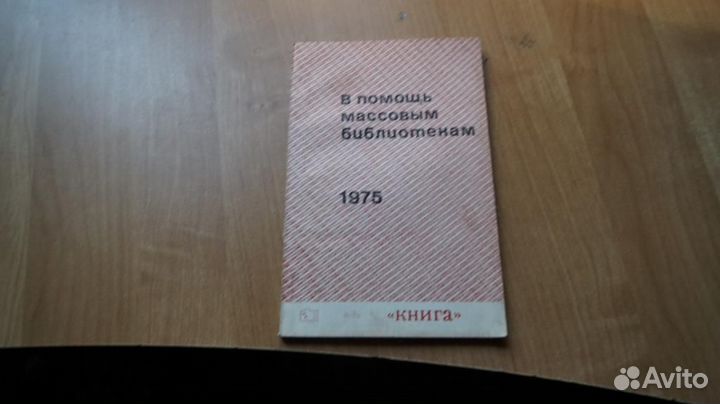 В помощь
массовым
библиотекам
1975
«КНИГА»
Avito